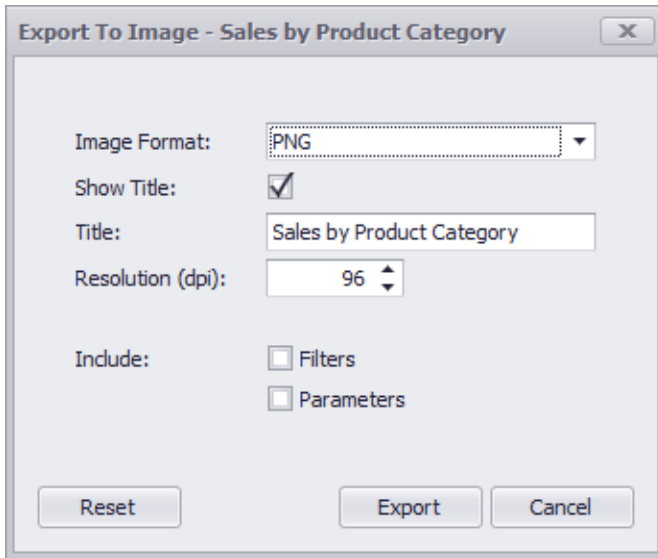 Export To Image - Sales by Product Category
Image Format: PNG
Show Title:
Title: Sales by Product Category
Resolution (dpi): 96
Include: Filters
Parameters
Reset Export Cancel